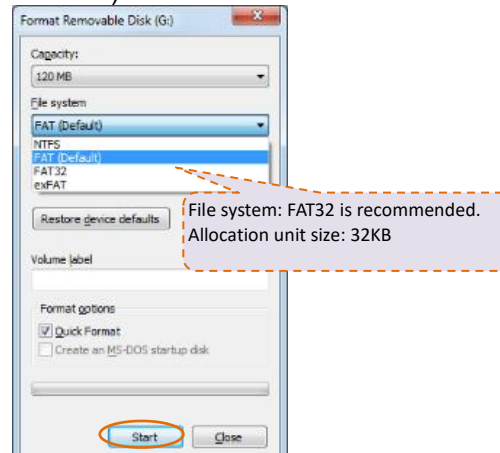 Format Removable Disk (G:)
Capacity:
120 MB
File system
FAT (Default)
NTFS
FAT (Default)
FAT32
exFAT
File system: FAT32 is recommended.
Allocation unit size: 32KB
Restore device defaults
Volume label
Format options
Quick Format
Create an MS-DOS startup disk
Start
Close